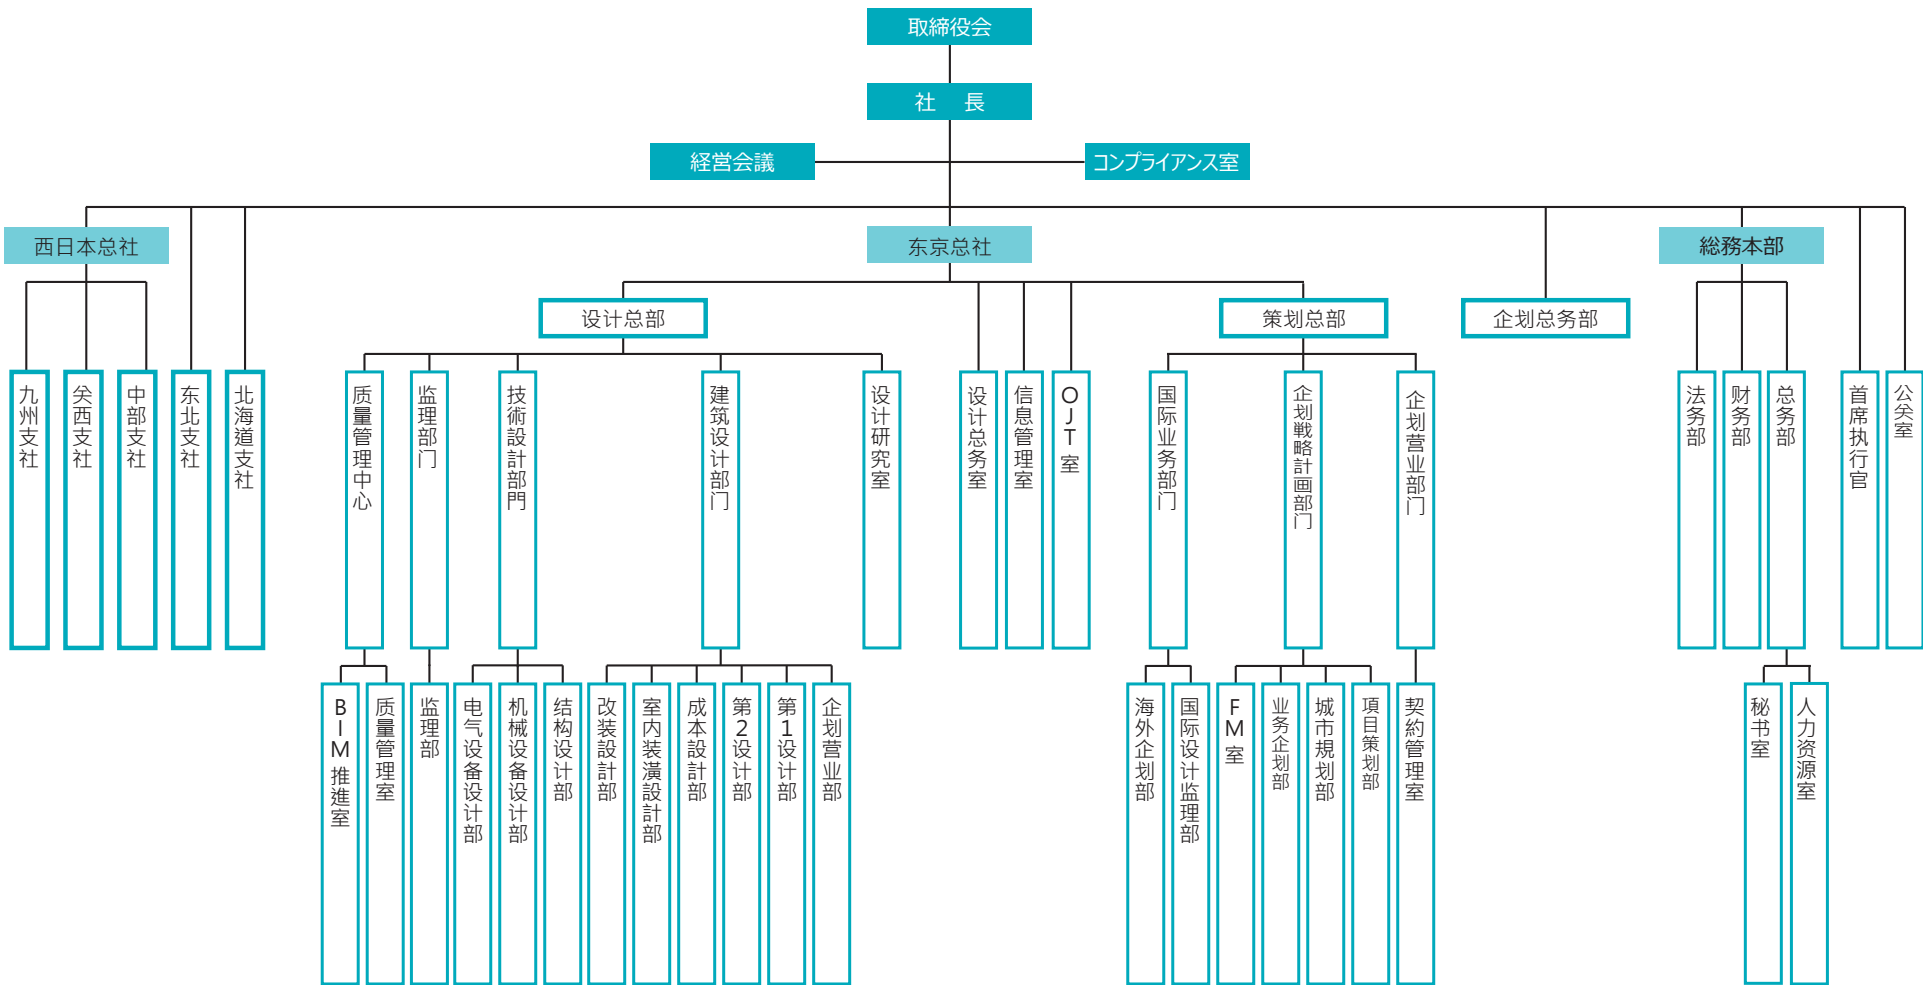 取締役会
社 長
経営会議
コンプライアンス室
西日本总社
东京总社
総務本部
设计总部
策划总部
企划总务部
九州支社
关西支社
中部支社
东北支社
北海道支社
质量管理中心
监理部门
技術設計部門
建筑设计部门
设计研究室
设计总务室
信息管理室
OJT室
国际业务部门
企划戦略計画部门
企划营业部门
法务部
财务部
总务部
首席执行官
公关室
BIM推進室
质量管理室
监理部
电气设备设计部
机械设备设计部
结构设计部
改装設計部
室内装潢設計部
成本設計部
第2设计部
第1设计部
企划营业部
海外企划部
国际设计监理部
FM室
业务企划部
城市規划部
項目策划部
契約管理室
秘书室
人力资源室